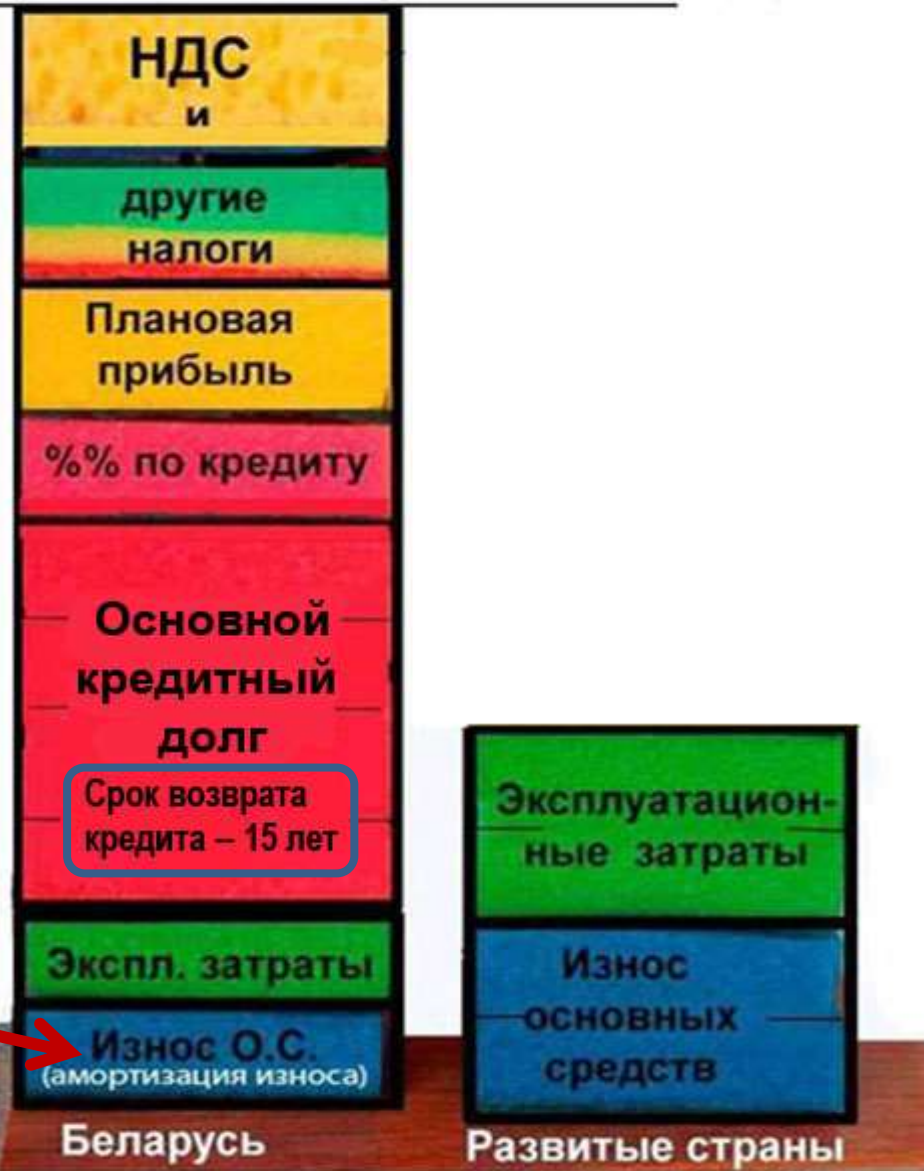 НДС
и
другие
налоги
Плановая
прибыль
%% по кредиту
Основной
кредитный
долг
Срок возврата
кредита – 15 лет
Экспл. затраты
Износ О.С.
(амортизация износа)
Беларусь
Эксплуатацион-
ные затраты
Износ
основных
средств
Развитые страны